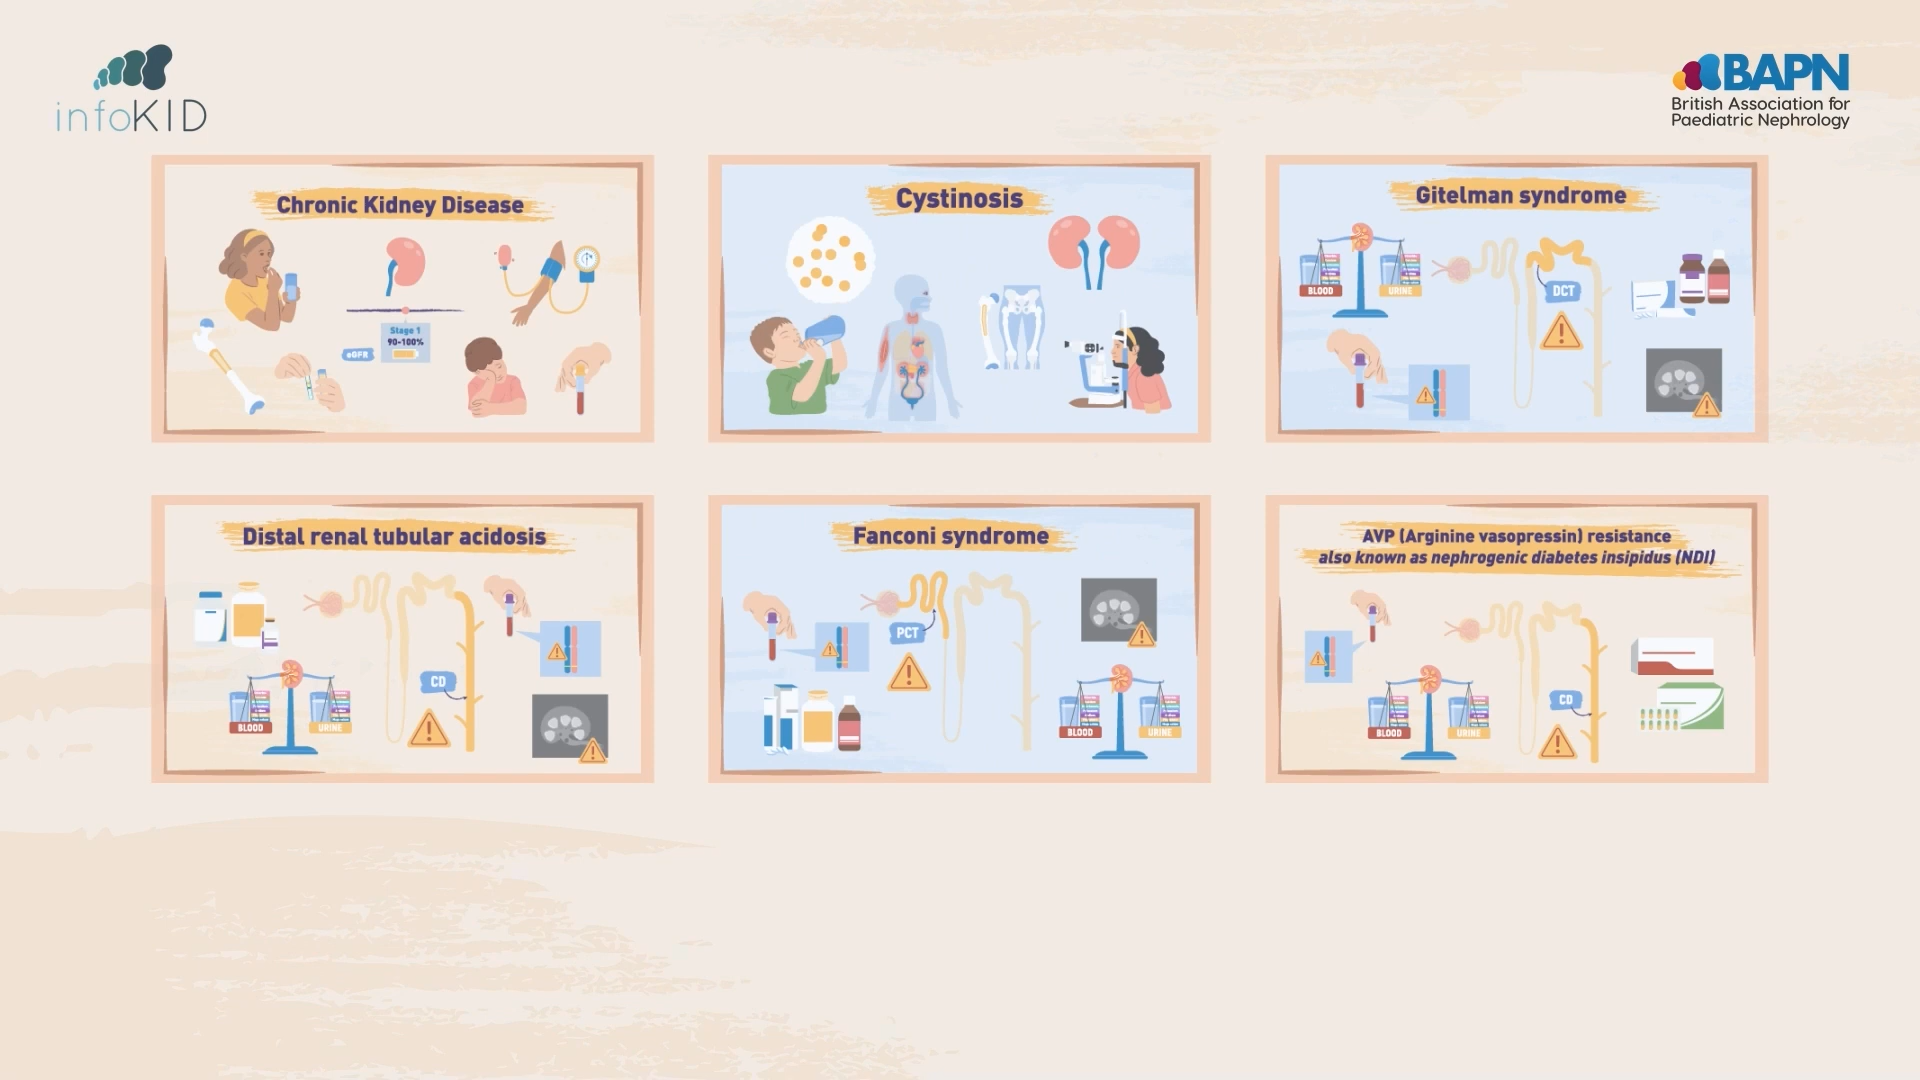 infoKID
BAPN
British Association for
Paediatric Nephrology
Chronic Kidney Disease
Stage 1
90-100%
eGFR
Cystinosis
Gitelman syndrome
BLOOD
URINE
DCT
Distal renal tubular acidosis
CD
BLOOD
URINE
Fanconi syndrome
PCT
BLOOD
URINE
AVP (Arginine vasopressin) resistance
also known as nephrogenic diabetes insipidus (NDI)
CD
BLOOD
URINE